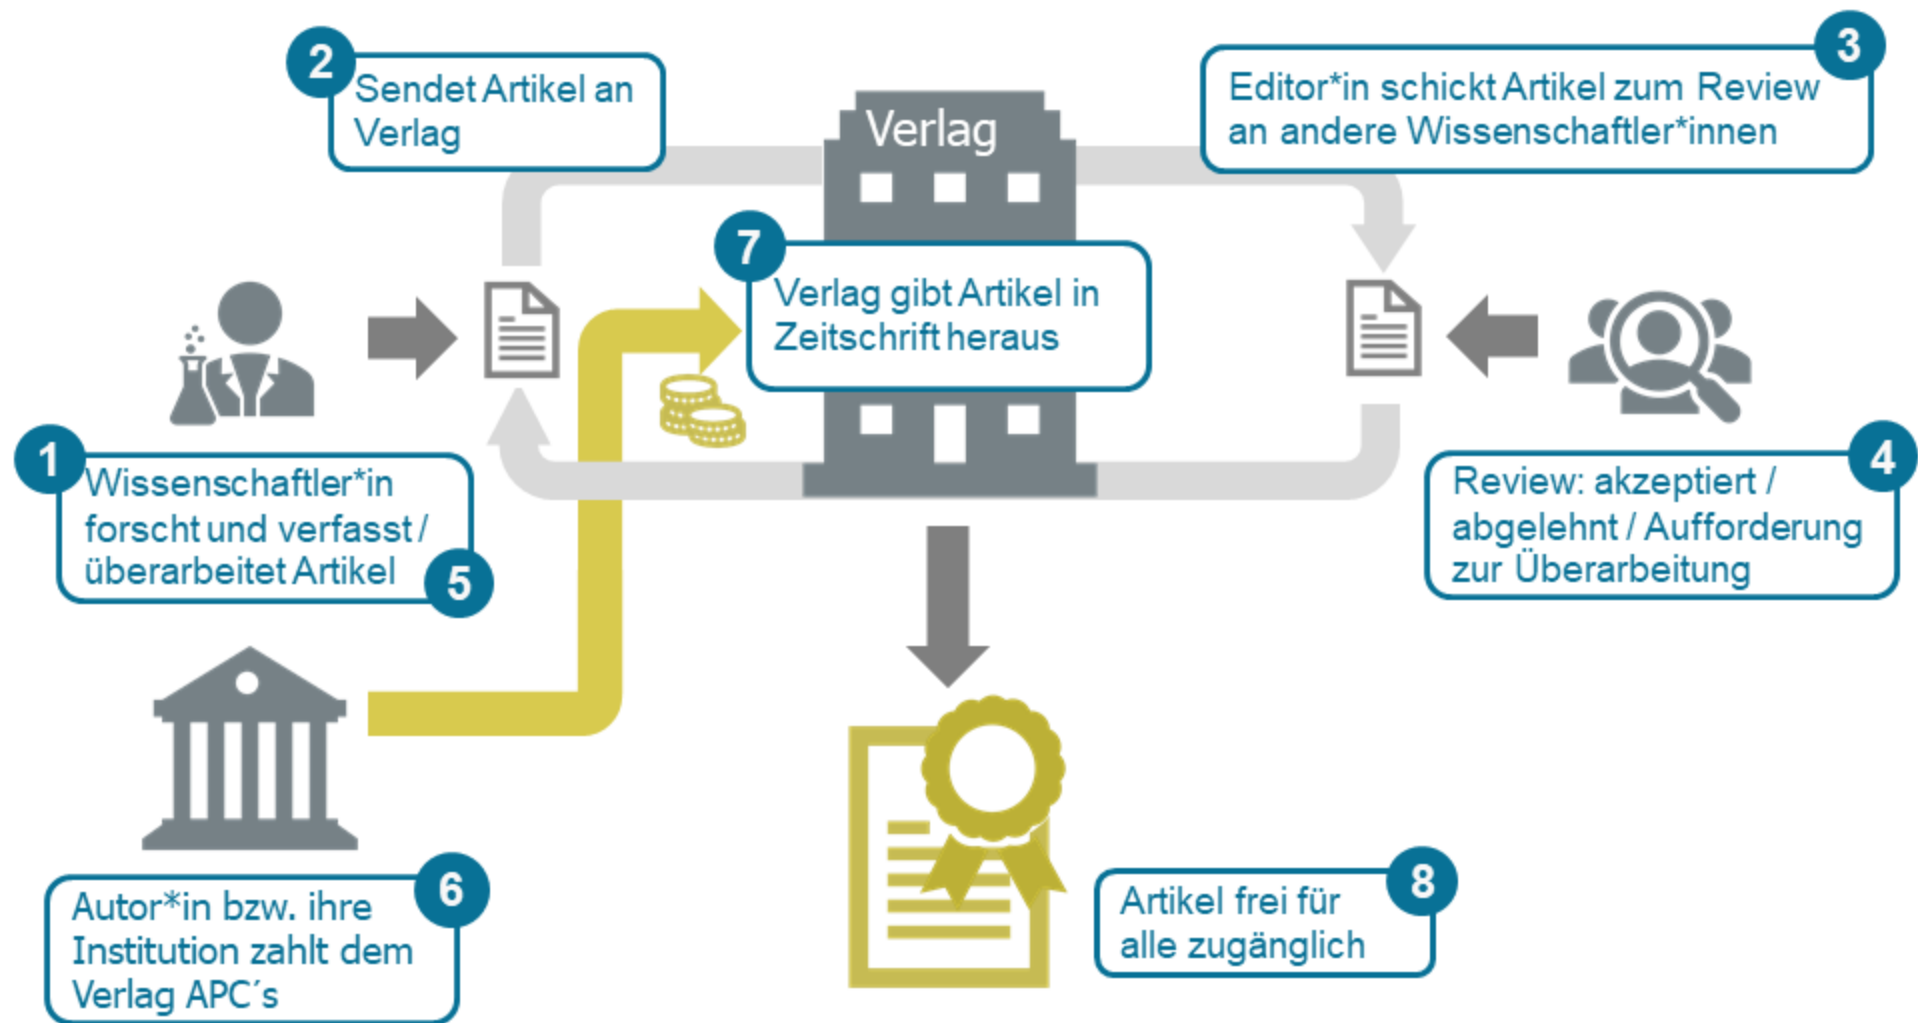 1
Wissenschaftler*in
forscht und verfasst /
überarbeitet Artikel
5
2
Sendet Artikel an
Verlag
Verlag
3
Editor*in schickt Artikel zum Review
an andere Wissenschaftler*innen
4
Review: akzeptiert /
abgelehnt / Aufforderung
zur Überarbeitung
6
Autor*in bzw. ihre
Institution zahlt dem
Verlag APC´s
7
Verlag gibt Artikel in
Zeitschrift heraus
8
Artikel frei für
alle zugänglich